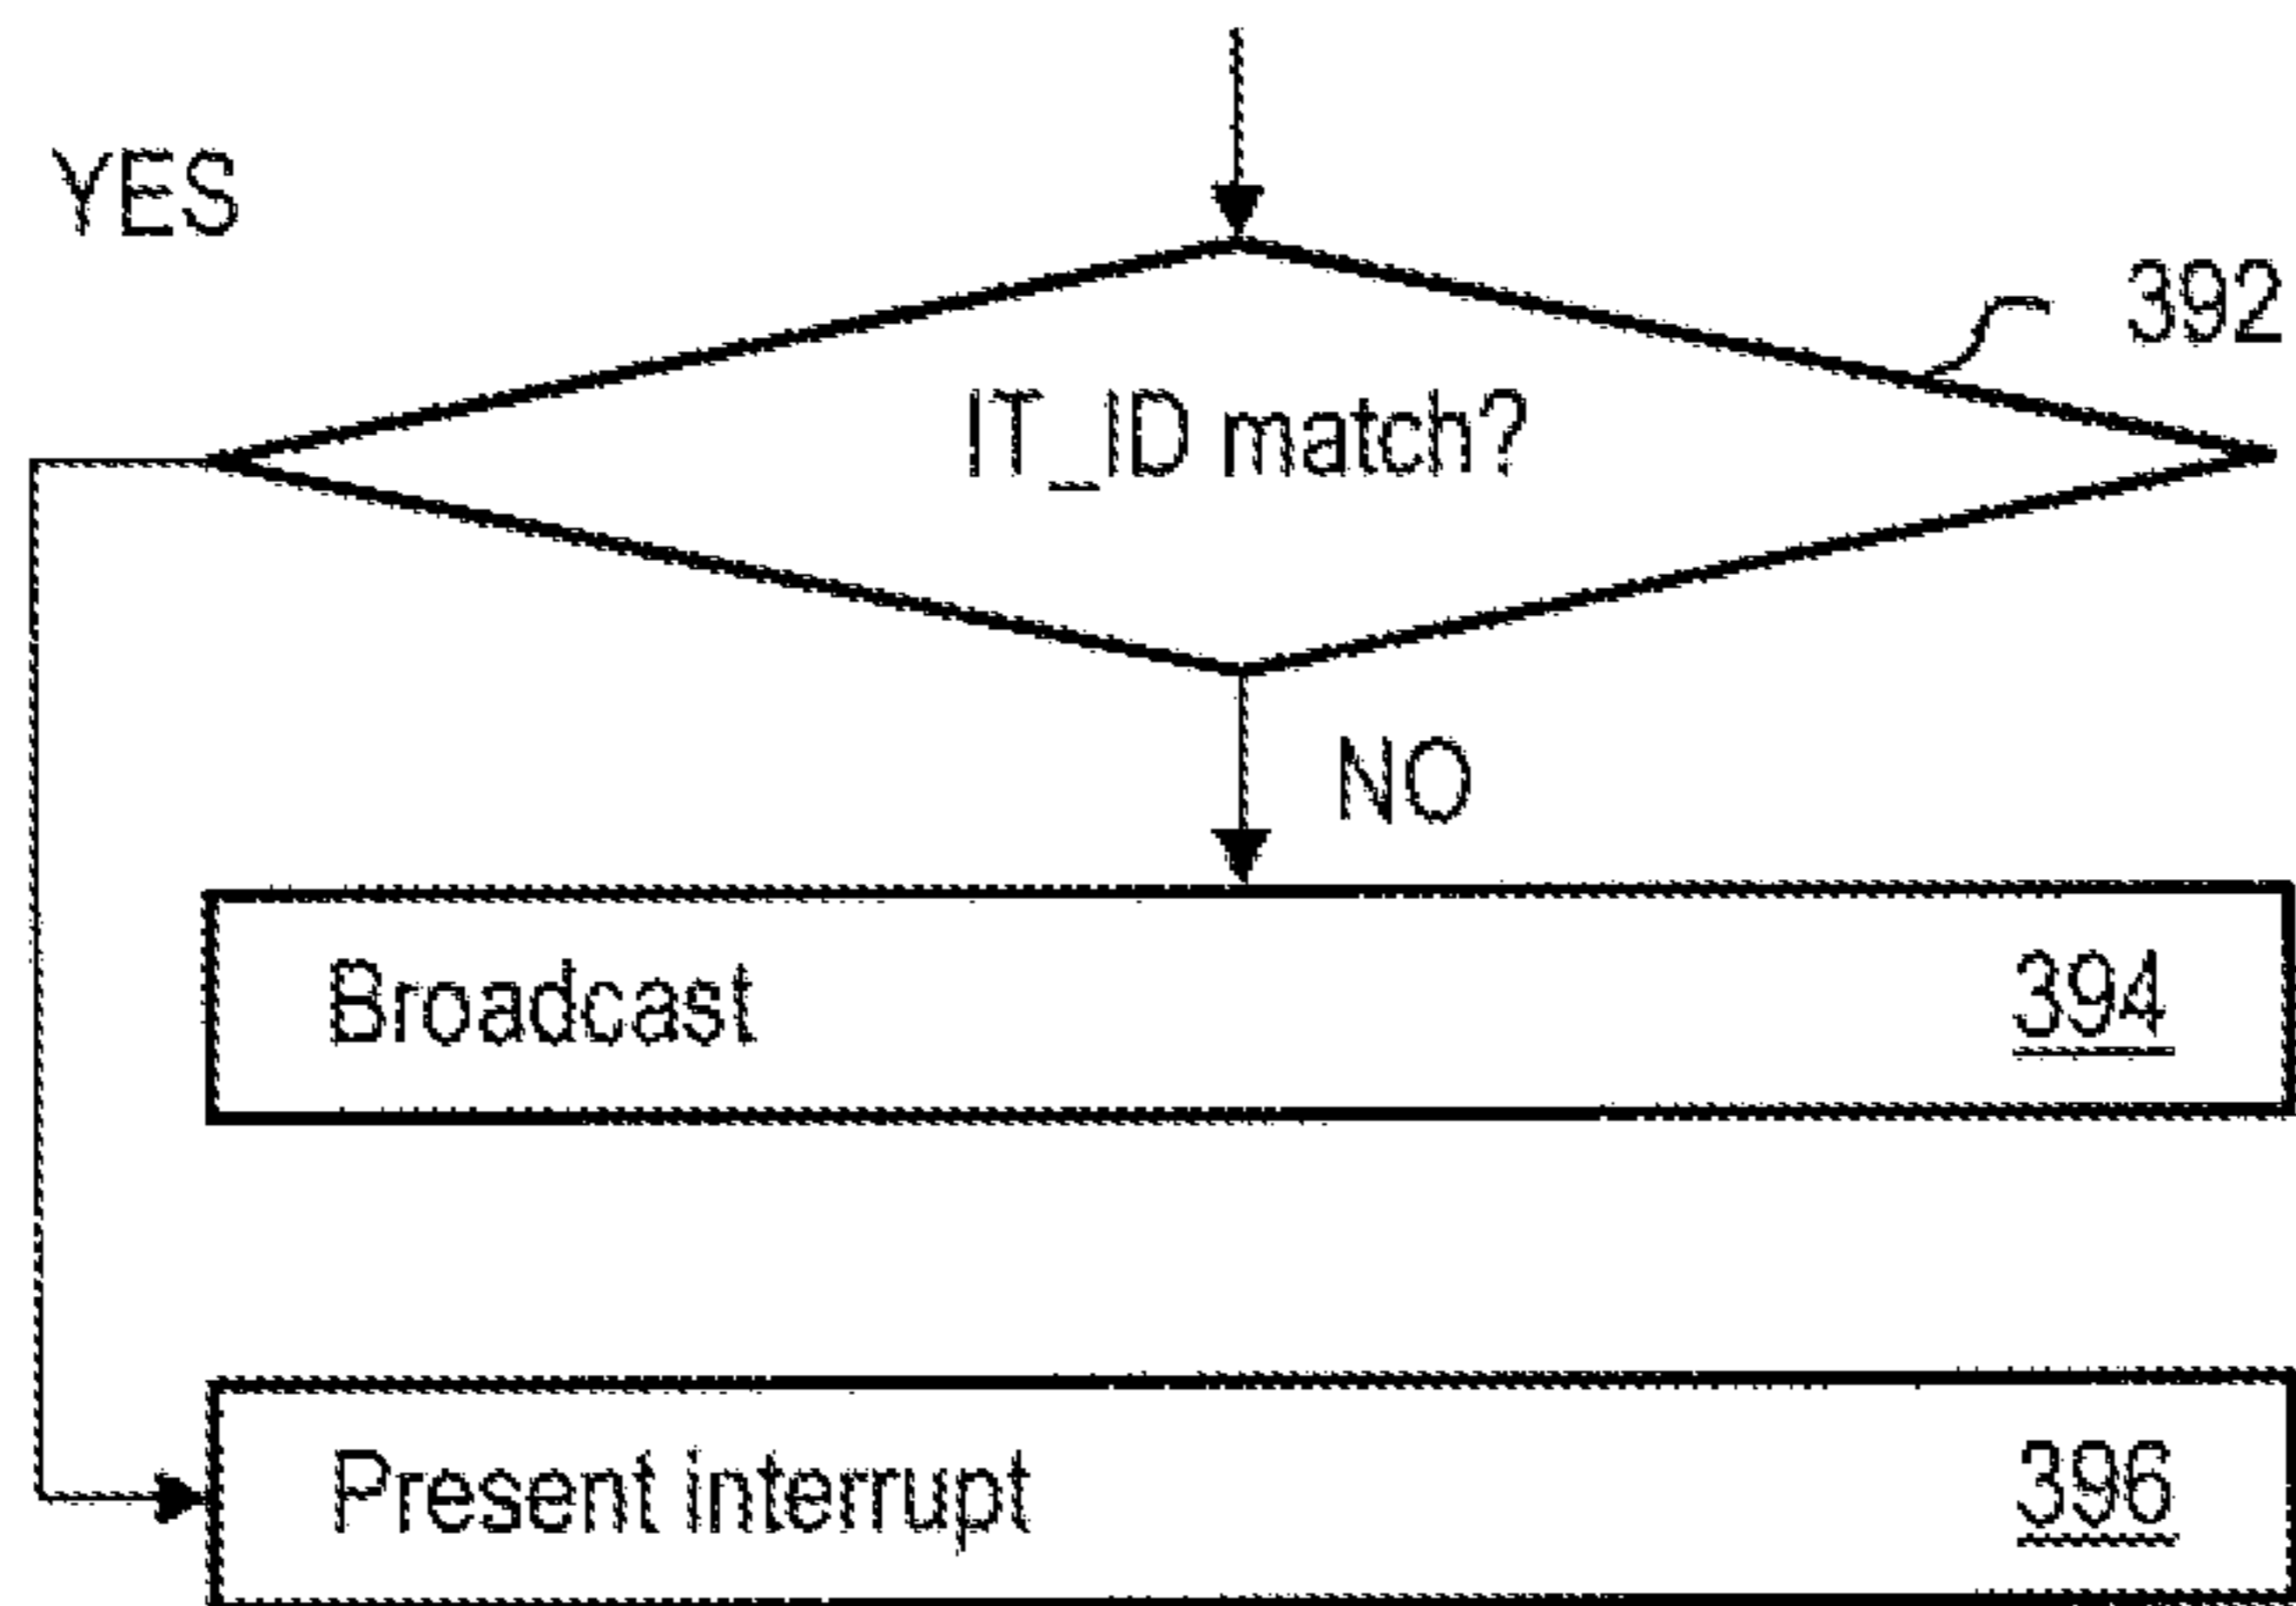 YES
392
IT_ID match?
NO
Broadcast 394
Present interrupt 396